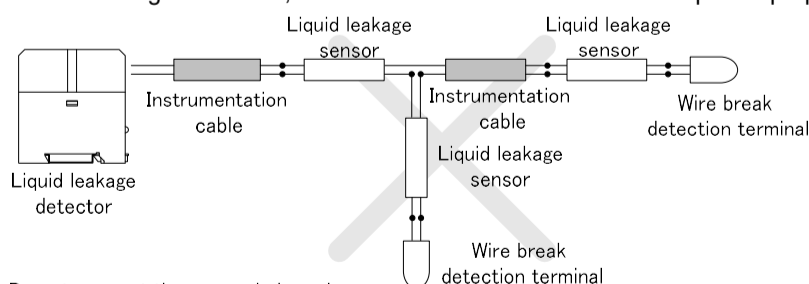 Liquid leakage
sensor
Liquid leakage
sensor
Instrumentation
cable
Instrumentation
cable
Wire break
detection terminal
Liquid leakage
sensor
Liquid leakage
detector
Wire break
detection terminal